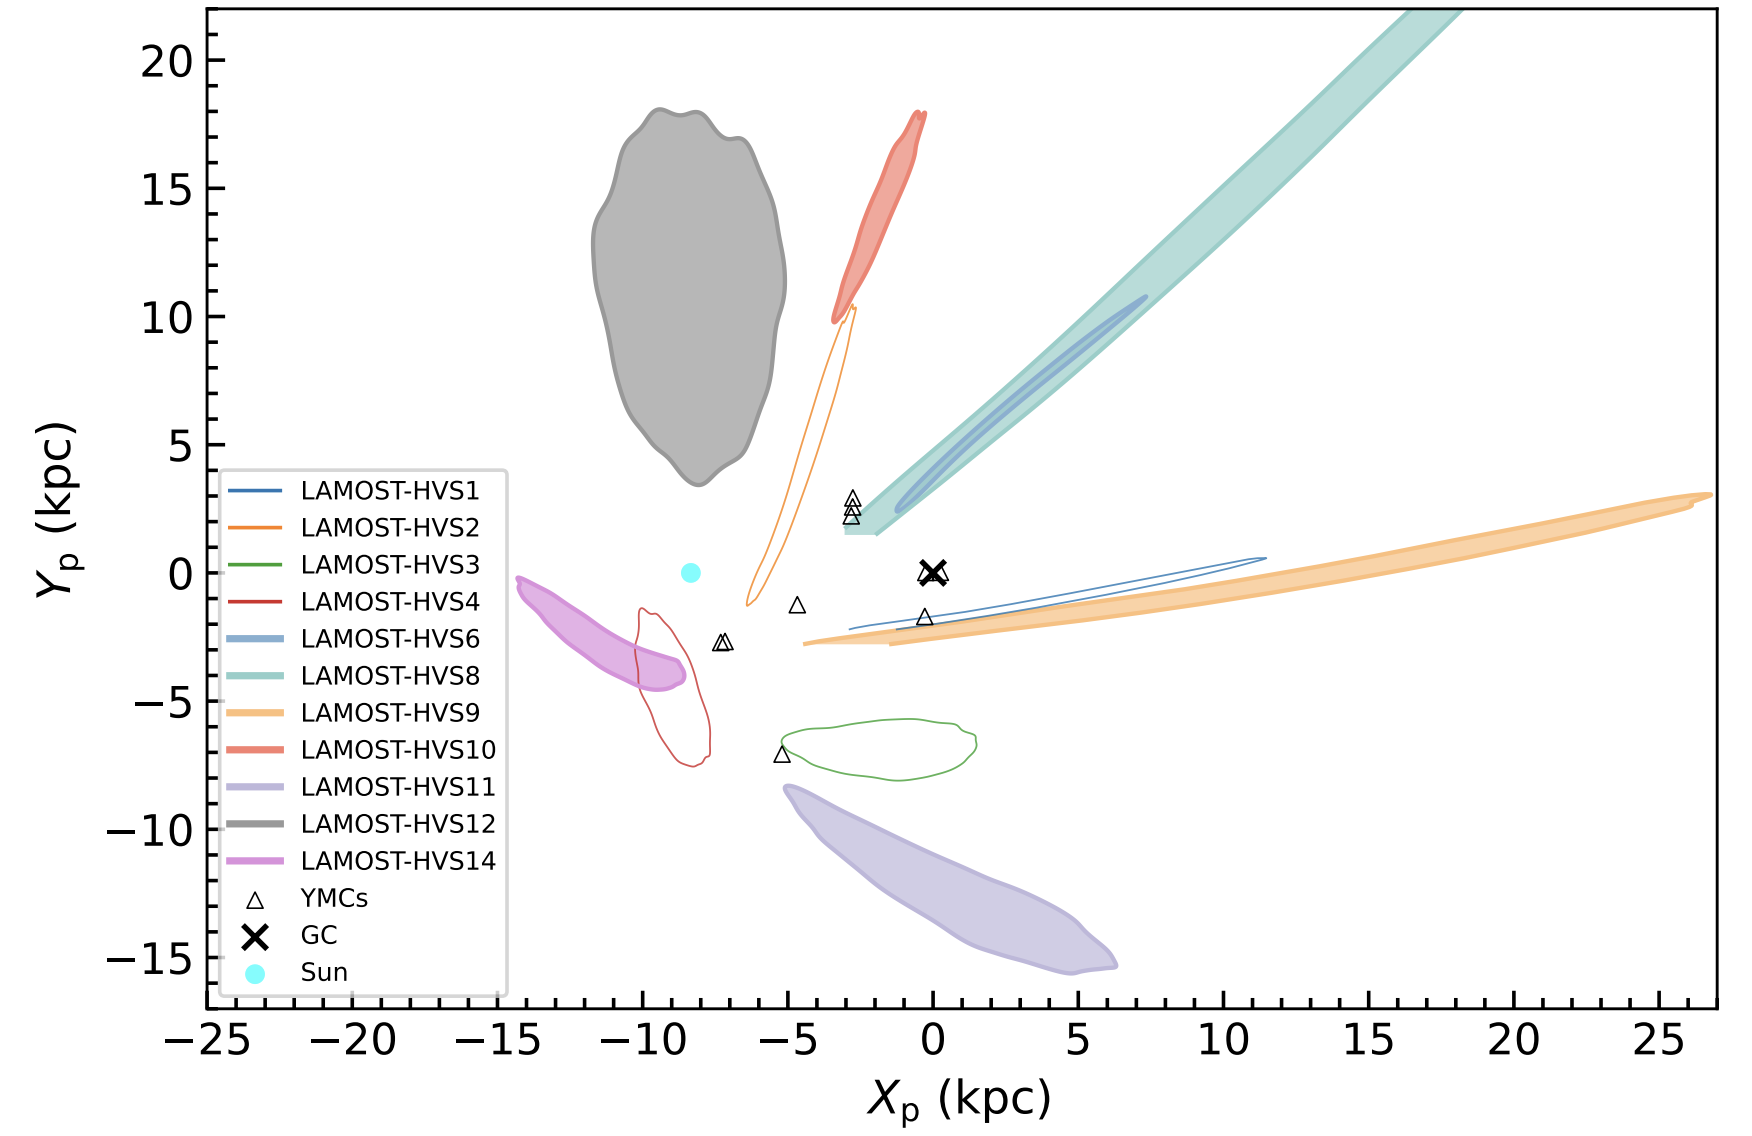 20
15
10
5
0
−5
−10
−15
Yp (kpc)
LAMOST-HVS1
LAMOST-HVS2
LAMOST-HVS3
LAMOST-HVS4
LAMOST-HVS6
LAMOST-HVS8
LAMOST-HVS9
LAMOST-HVS10
LAMOST-HVS11
LAMOST-HVS12
LAMOST-HVS14
YMCs
GC
Sun
−25 −20 −15 −10 −5 0 5 10 15 20 25
Xp (kpc)